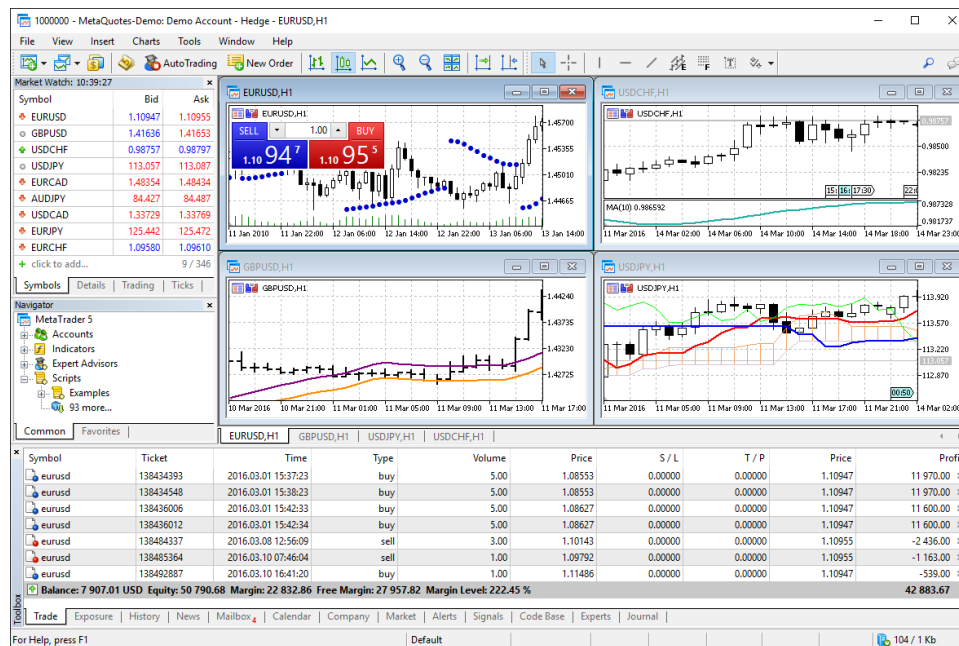 1000000 - MetaQuotes-Demo: Demo Account - Hedge - EURUSD,H1
File View Insert Charts Tools Window Help
AutoTrading New Order
Market Watch: 10:39:27
Symbol Bid Ask
EURUSD 1.10947 1.10955
GBPUSD 1.41636 1.41653
USDCHF 0.98757 0.98797
USDJPY 113.057 113.087
EURCAD 1.48354 1.48434
AUDJPY 84.427 84.487
USDCAD 1.33729 1.33769
EURJPY 125.442 125.472
EURCHF 1.09580 1.09610
+ click to add... 9 / 346
Symbols Details Trading Ticks
Navigator
MetaTrader 5
Accounts
Indicators
Expert Advisors
Scripts
Examples
93 more...
Common Favorites
EURUSD,H1
EURUSD,H1
SELL 1.00 BUY
1.10 94 7 1.10 95 5
1.45700
1.45355
1.45010
1.44665
11 Jan 2010 11 Jan 22:00 12 Jan 06:00 12 Jan 14:00 12 Jan 22:00 13 Jan 06:00 13 Jan 14:00
USDCHF,H1
USDCHF,H1
0.98757
0.98500
0.98235
16: 17:30
MA(10) 0.986592
0.987328
0.981737
11 Mar 2016 14 Mar 02:00 14 Mar 06:00 14 Mar 10:00 14 Mar 14:00 14 Mar 18:00 14 Mar 23:00
GBPUSD,H1
GBPUSD,H1
1.44240
1.43735
1.43230
1.42725
10 Mar 2016 10 Mar 21:00 11 Mar 01:00 11 Mar 05:00 11 Mar 09:00 11 Mar 13:00 11 Mar 17:00
USDJPY,H1
USDJPY,H1
113.920
113.570
113.220
113.057
112.870
00:50
11 Mar 2016 11 Mar 05:00 11 Mar 09:00 11 Mar 13:00 11 Mar 17:00 11 Mar 21:00 14 Mar 02:00
EURUSD,H1 GBPUSD,H1 USDJPY,H1 USDCHF,H1
Symbol Ticket Time Type Volume Price S / L T / P Price Profi
eurusd 138434393 2016.03.01 15:37:23 buy 5.00 1.08553 0.00000 0.00000 1.10947 11 970.00
eurusd 138434548 2016.03.01 15:38:23 buy 5.00 1.08553 0.00000 0.00000 1.10947 11 970.00
eurusd 138436006 2016.03.01 15:42:33 buy 5.00 1.08627 0.00000 0.00000 1.10947 11 600.00
eurusd 138436012 2016.03.01 15:42:34 buy 5.00 1.08627 0.00000 0.00000 1.10947 11 600.00
eurusd 138484337 2016.03.08 12:56:09 sell 3.00 1.10143 0.00000 0.00000 1.10955 -2 436.00
eurusd 138485364 2016.03.10 07:46:04 sell 1.00 1.09792 0.00000 0.00000 1.10955 -1 163.00
eurusd 138492887 2016.03.10 16:41:20 buy 1.00 1.11486 0.00000 0.00000 1.10947 -539.00
Balance: 7 907.01 USD Equity: 50 790.68 Margin: 22 832.86 Free Margin: 27 957.82 Margin Level: 222.45 % 42 883.67
Toolbox
Trade Exposure History News Mailbox 4 Calendar Company Market Alerts Signals Code Base Experts Journal
For Help, press F1 Default 104 / 1 Kb